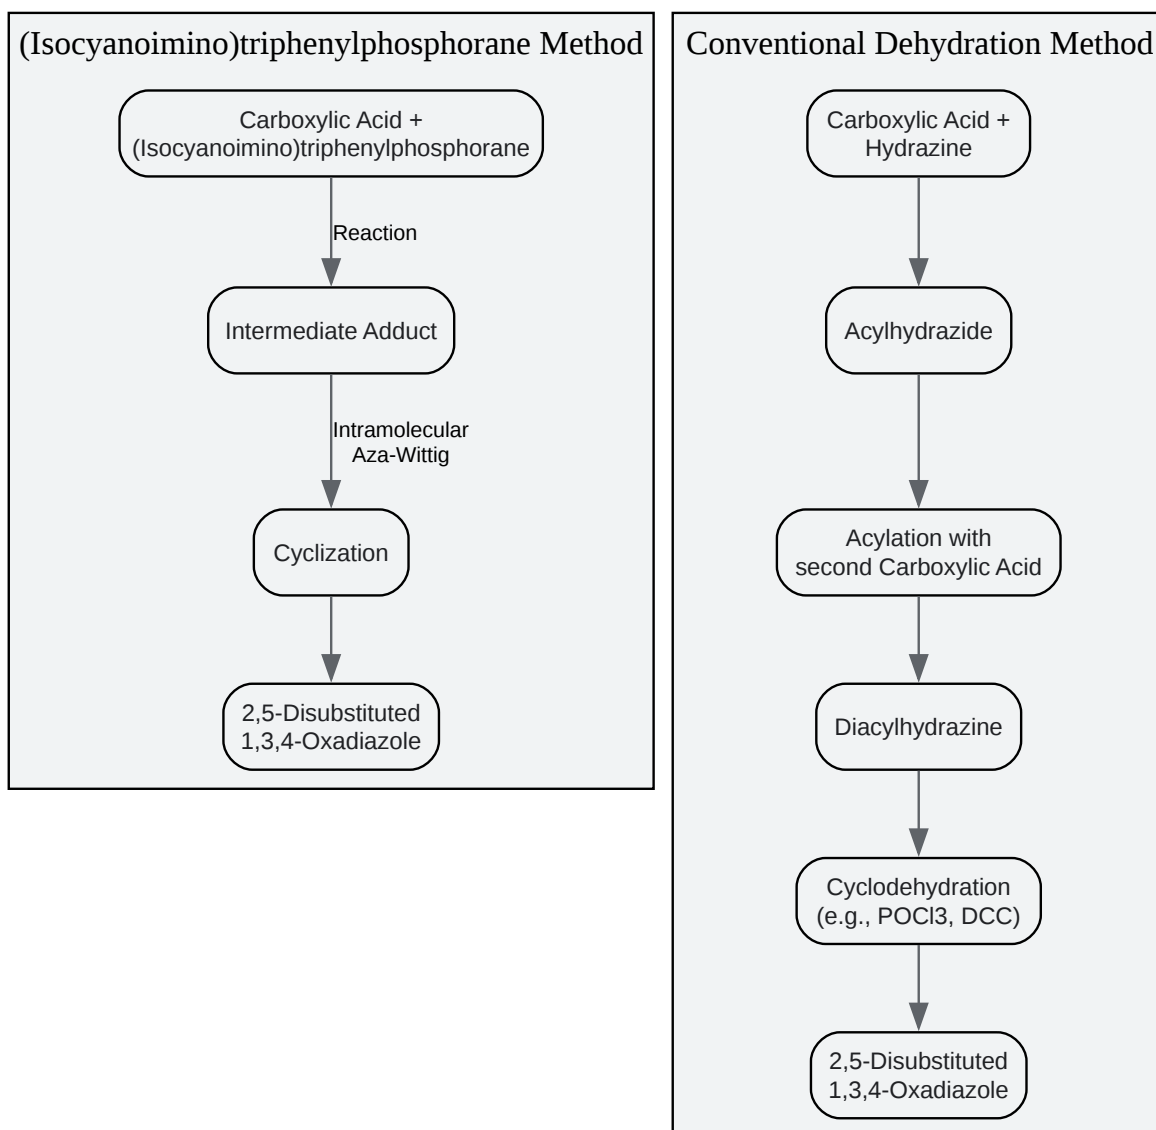 (Isocyanoimino)triphenylphosphorane Method
Carboxylic Acid +
(Isocyanoimino)triphenylphosphorane
Reaction
Intermediate Adduct
Intramolecular
Aza-Wittig
Cyclization
2,5-Disubstituted
1,3,4-Oxadiazole
Conventional Dehydration Method
Carboxylic Acid +
Hydrazine
Acylhydrazide
Acylation with
second Carboxylic Acid
Diacylhydrazine
Cyclodehydration
(e.g., POCl3, DCC)
2,5-Disubstituted
1,3,4-Oxadiazole